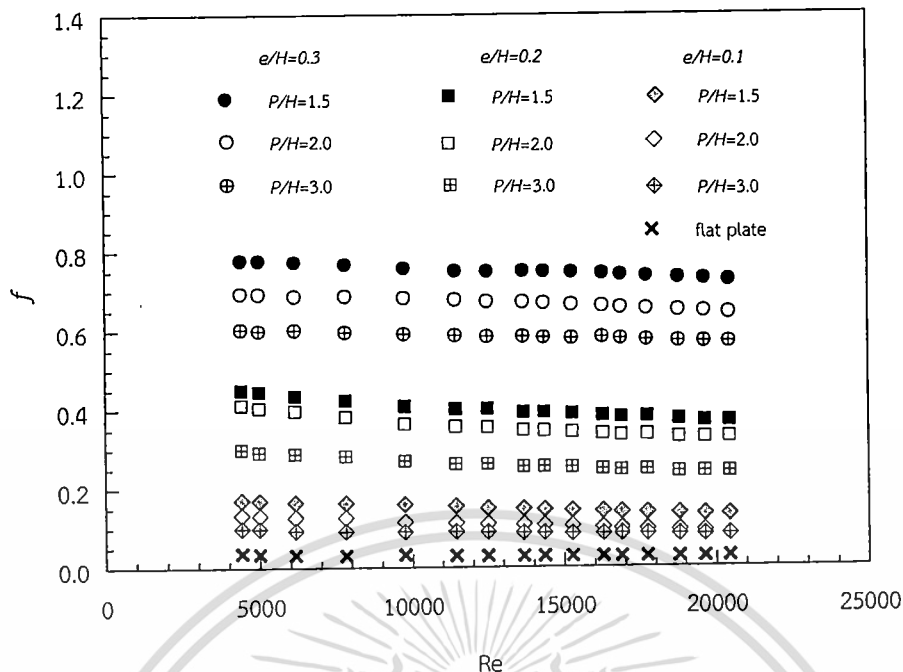 1.4
1.2
1.0
0.8
0.6
0.4
0.2
0.0
f
e/H=0.3
e/H=0.2
e/H=0.1
P/H=1.5
P/H=1.5
P/H=1.5
P/H=2.0
P/H=2.0
P/H=2.0
P/H=3.0
P/H=3.0
P/H=3.0
flat plate
0
5000
10000
15000
20000
25000
Re